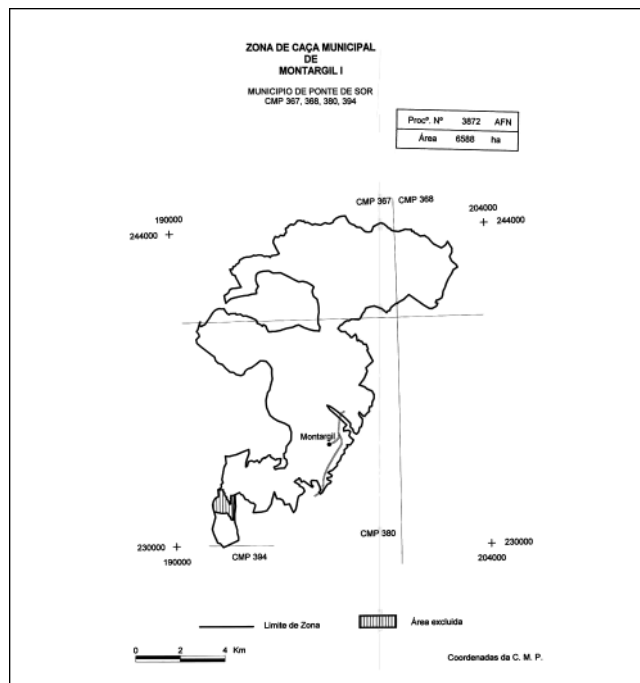 ZONA DE CAÇA MUNICIPAL
DE
MONTARGIL I
MUNICIPIO DE PONTE DE SOR
CMP 367, 368, 380, 394
Procº. Nº 3872 AFN
Área 6588 ha
CMP 367 CMP 368
190000
244000
204000
244000
Montargil
CMP 380
230000
190000
CMP 394
230000
204000
Limite de Zona
Área excluída
0 2 4 Km
Coordenadas da C. M. P.